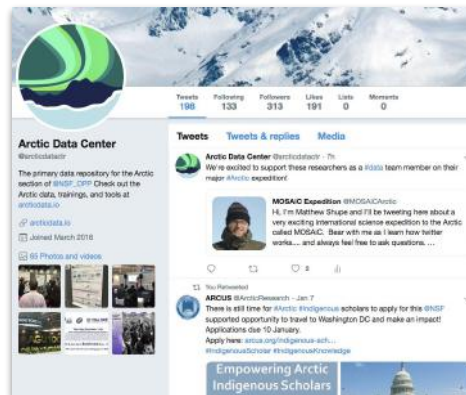 Tweets Following Followers Likes Lists Moments
198 133 313 191 0 0
Arctic Data Center
@arcticdatactr
The primary data repository for the Arctic
section of @NSF_OPP Check out the
Arctic data, trainings, and tools at
arcticdata.io
arcticdata.io
Joined March 2016
65 Photos and videos
Tweets Tweets & replies Media
Arctic Data Center @arcticdatactr · 7h
We're excited to support these researchers as a #data team member on their
major #Arctic expedition!
MOSAiC Expedition @MOSAiCArctic
Hi, I'm Matthew Shupe and I'll be tweeting here about a
very exciting international science expedition to the Arctic
called MOSAiC. Bear with me as I learn how twitter
works... and always feel free to ask questions. ...
You Retweeted
ARCUS @ArcticResearch · Jan 7
There is still time for #Arctic #Indigenous scholars to apply for this @NSF
supported opportunity to travel to Washington DC and make an impact!
Applications due 10 January.
Apply here: arcus.org/indigenous-sch...
#IndigenousScholar #IndigenousKnowledge
Empowering Arctic
Indigenous Scholars